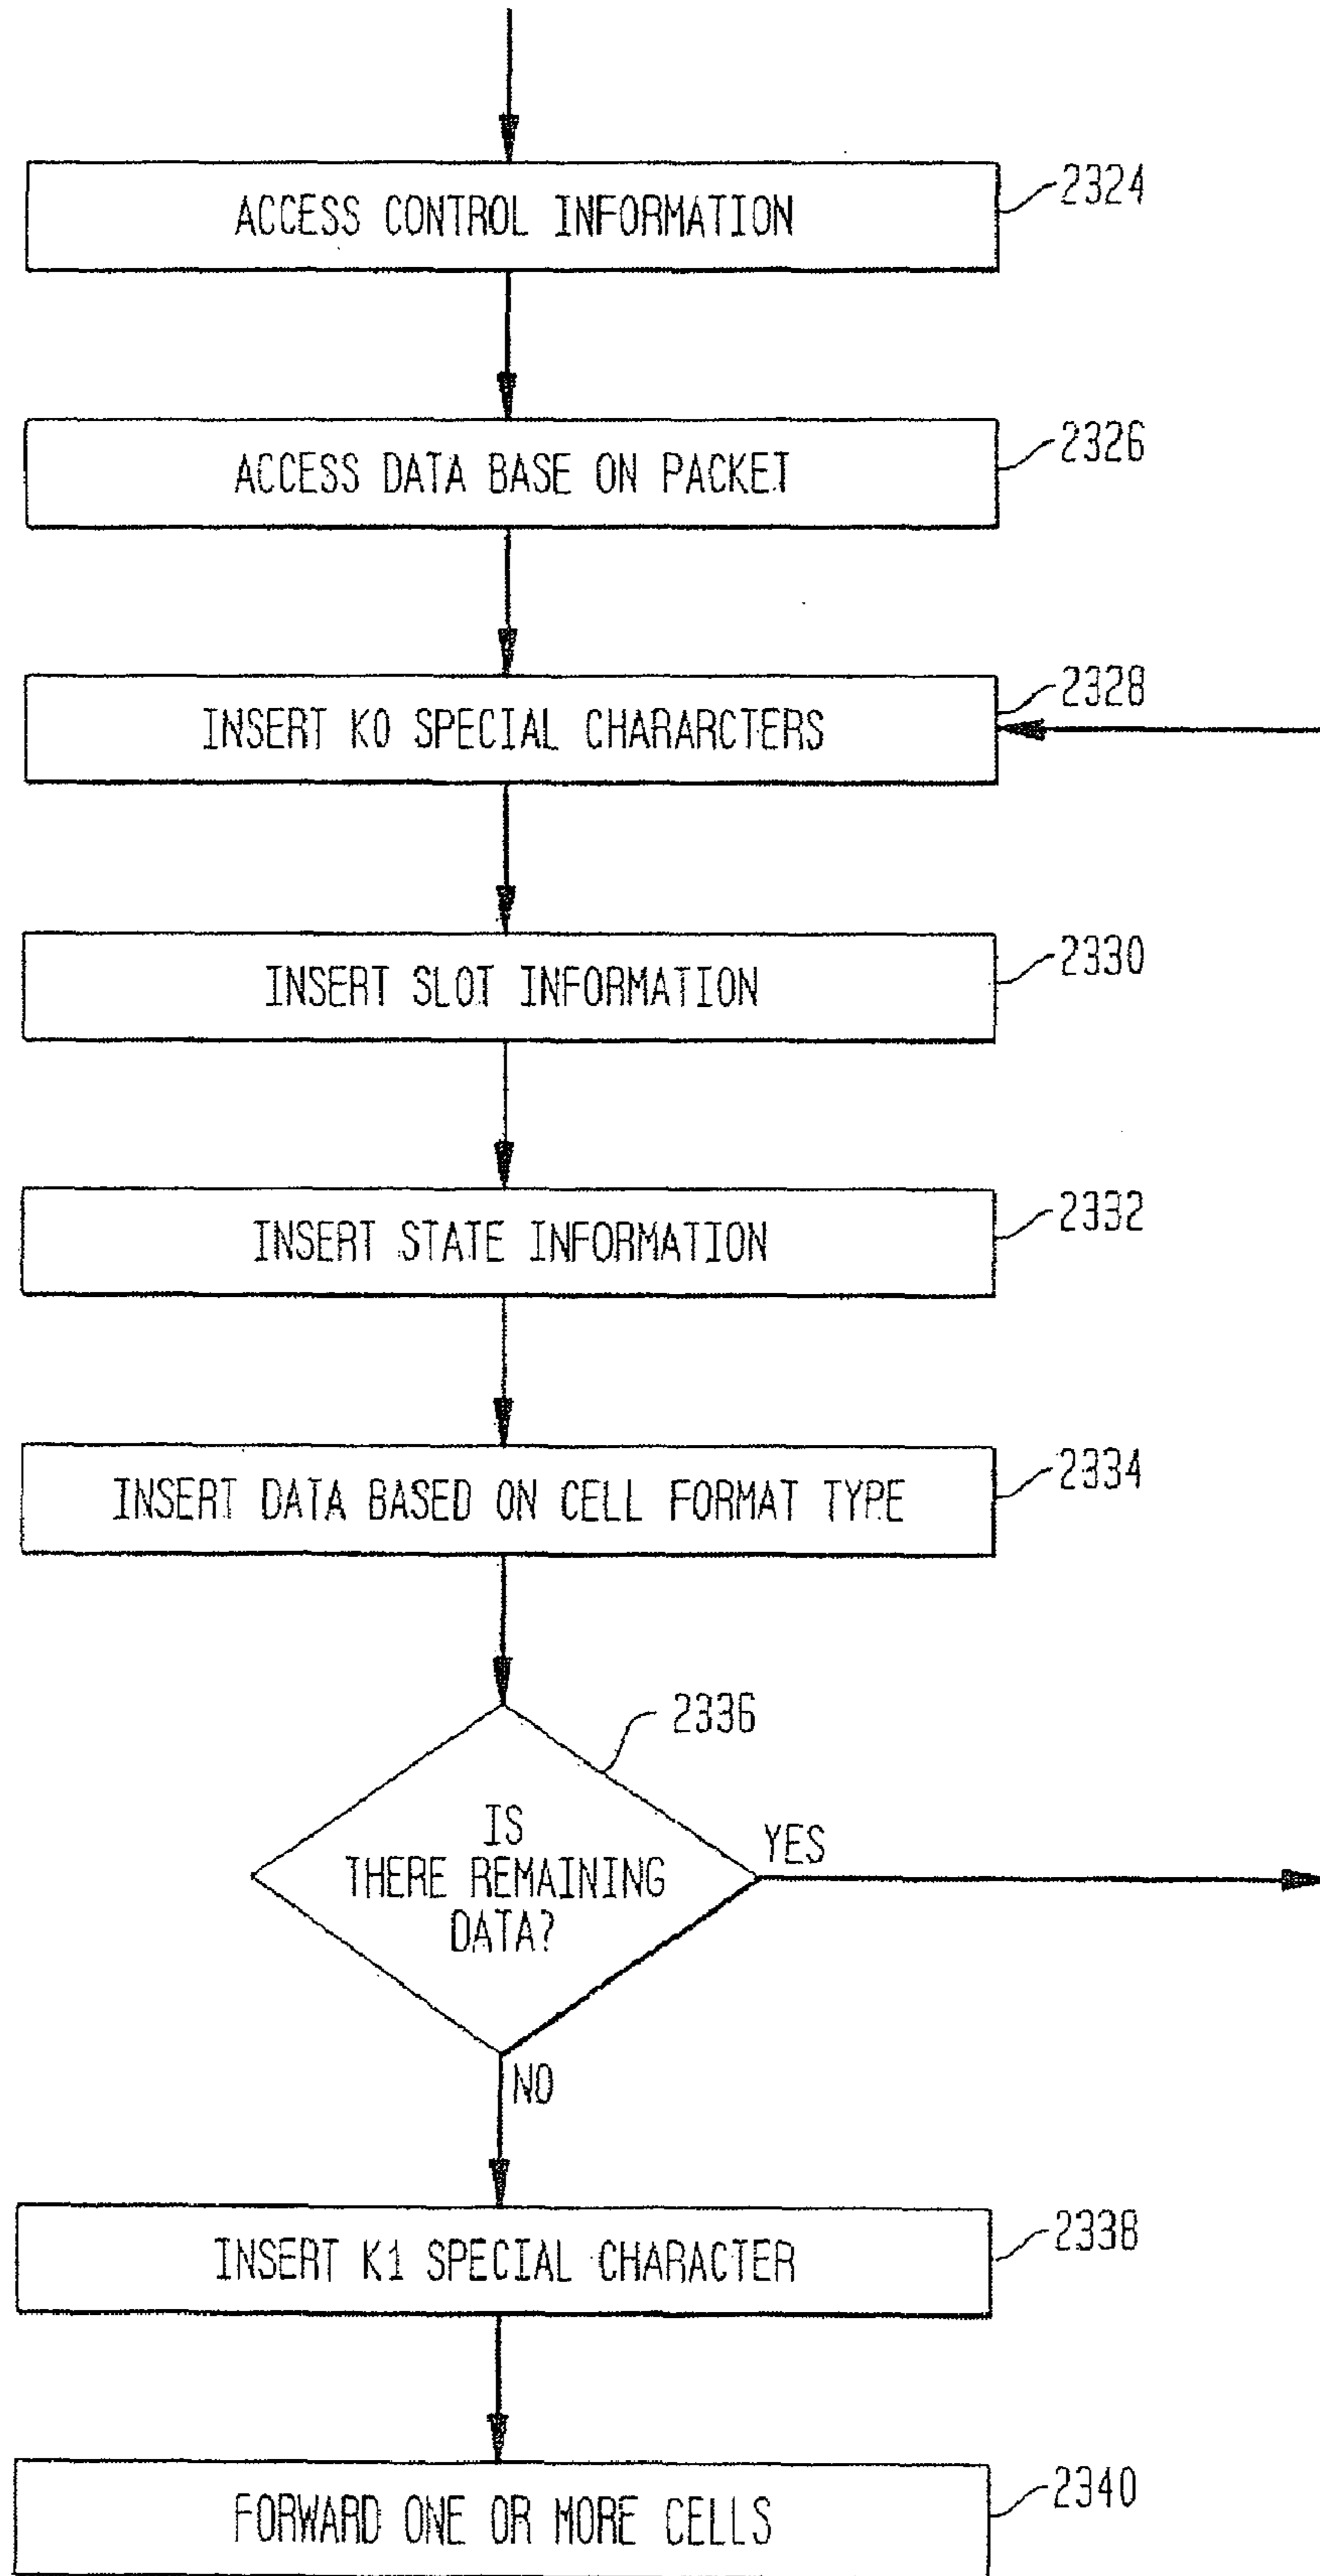 ACCESS CONTROL INFORMATION
2324
ACCESS DATA BASE ON PACKET
2326
INSERT K0 SPECIAL CHARARCTERS
2328
INSERT SLOT INFORMATION
2330
INSERT STATE INFORMATION
2332
INSERT DATA BASED ON CELL FORMAT TYPE
2334
2336
IS
THERE REMAINING
DATA?
YES
NO
INSERT K1 SPECIAL CHARACTER
2338
FORWARD ONE OR MORE CELLS
2340